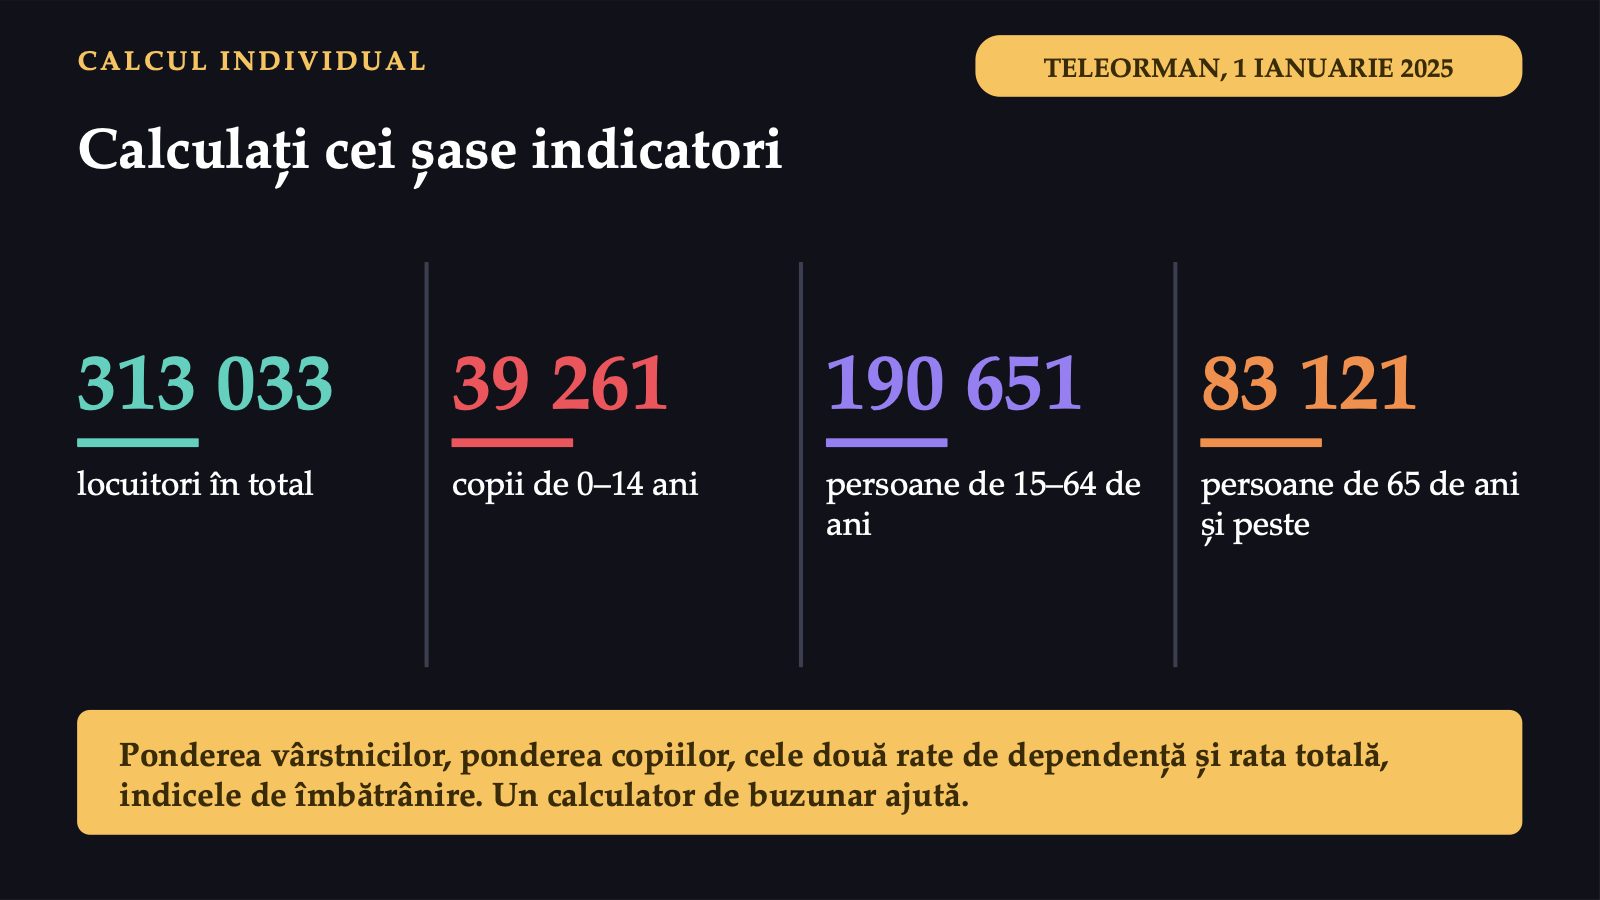 CALCUL INDIVIDUAL
TELEORMAN, 1 IANUARIE 2025
Calculați cei șase indicatori
313 033
locuitori în total
39 261
copii de 0–14 ani
190 651
persoane de 15–64 de
ani
83 121
persoane de 65 de ani
și peste
Ponderea vârstnicilor, ponderea copiilor, cele două rate de dependență și rata totală,
indicele de îmbătrânire. Un calculator de buzunar ajută.